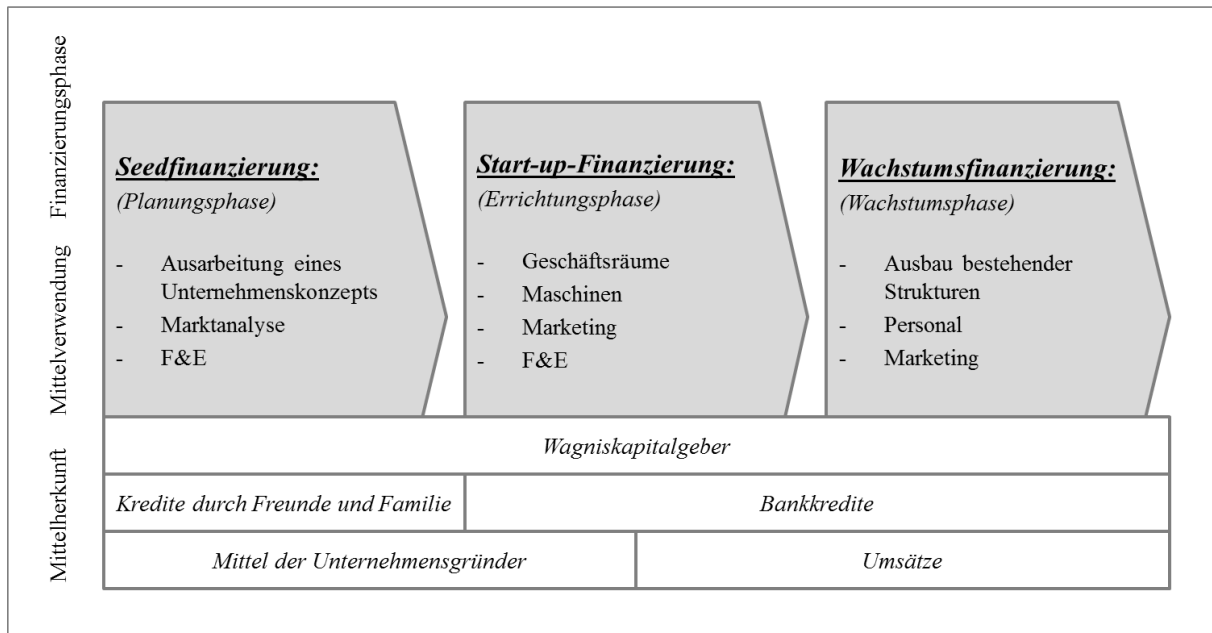 Finanzierungsphase
Mittelverwendung
Mittelherkunft
Seedfinanzierung:
(Planungsphase)
- Ausarbeitung eines
Unternehmenskonzepts
- Marktanalyse
- F&E
Start-up-Finanzierung:
(Errichtungsphase)
- Geschäftsräume
- Maschinen
- Marketing
- F&E
Wachstumsfinanzierung:
(Wachstumsphase)
- Ausbau bestehender
Strukturen
- Personal
- Marketing
Wagniskapitalgeber
Kredite durch Freunde und Familie
Bankkredite
Mittel der Unternehmensgründer
Umsätze